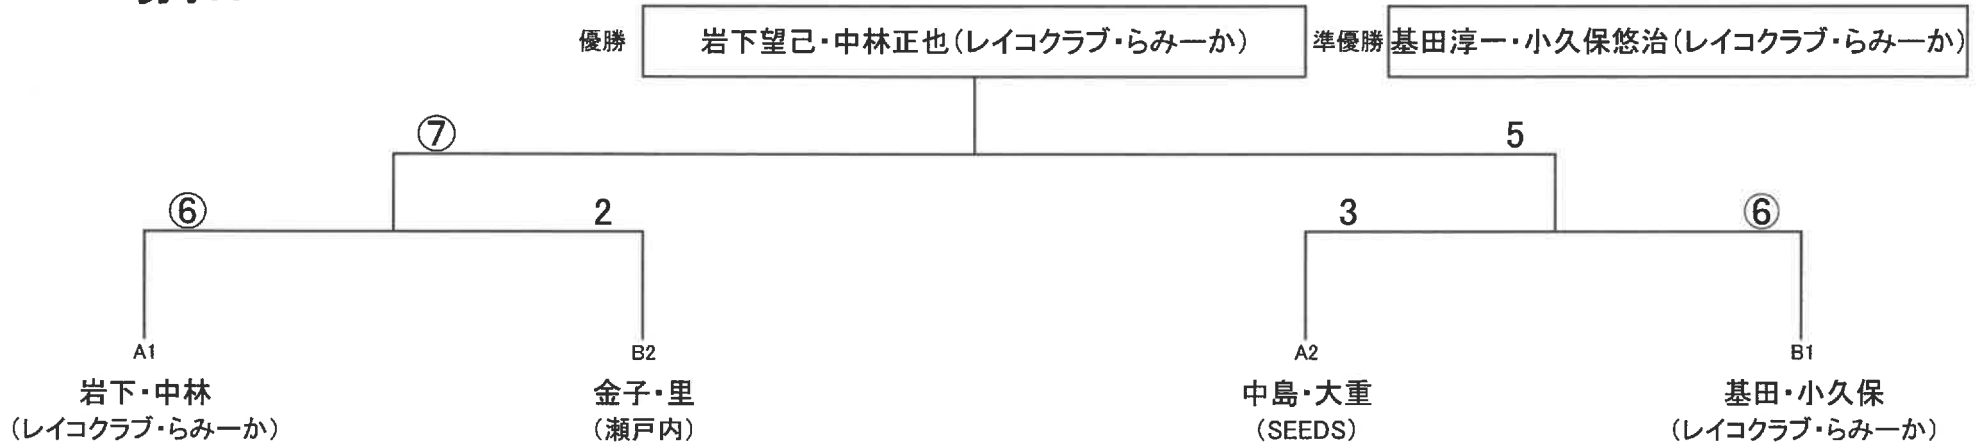 優勝 岩下望己・中林正也(レイコクラブ・らみーか) 準優勝 基田淳一・小久保悠治(レイコクラブ・らみーか)
⑦ 5
⑥ 2 3 ⑥
A1 B2 A2 B1
岩下・中林 金子・里 中島・大重 基田・小久保
(レイコクラブ・らみーか) (瀬戸内) (SEEDS) (レイコクラブ・らみーか)